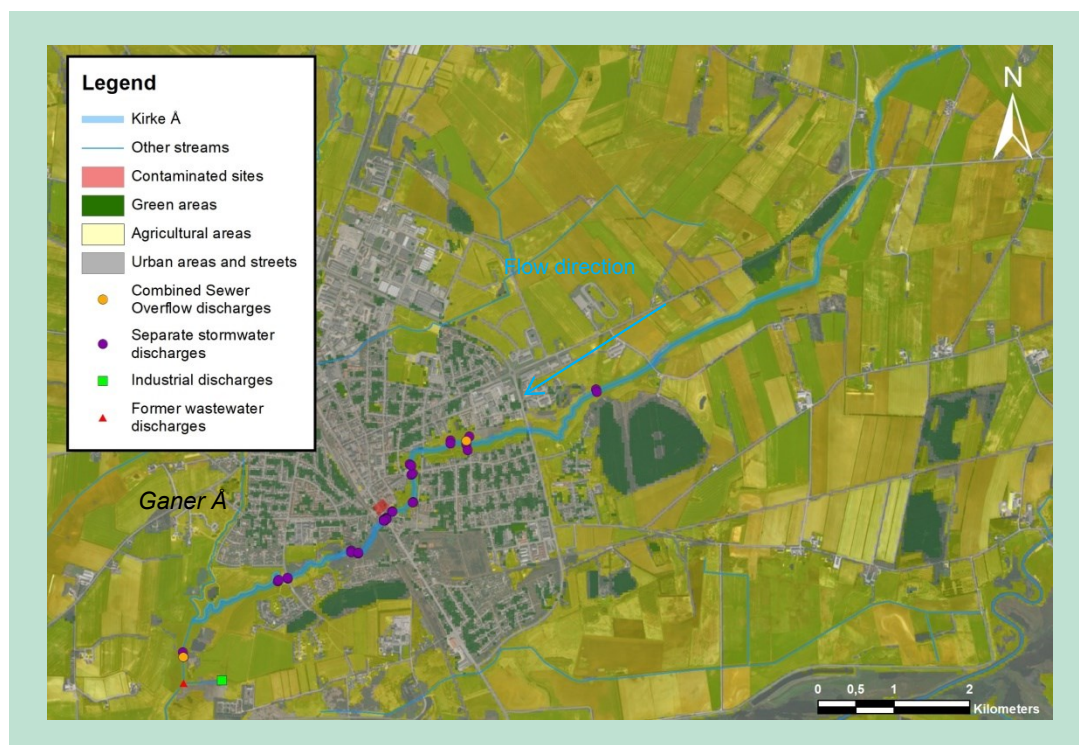 Legend
Kirke Å
Other streams
Contaminated sites
Green areas
Agricultural areas
Urban areas and streets
Combined Sewer
Overflow discharges
Separate stormwater
discharges
Industrial discharges
Former wastewater
discharges
N
Flow direction
Ganer Å
0 0,5 1 2
Kilometers